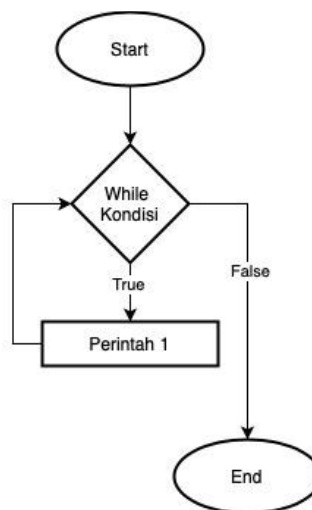 Start
While
Kondisi
True
False
Perintah 1
End